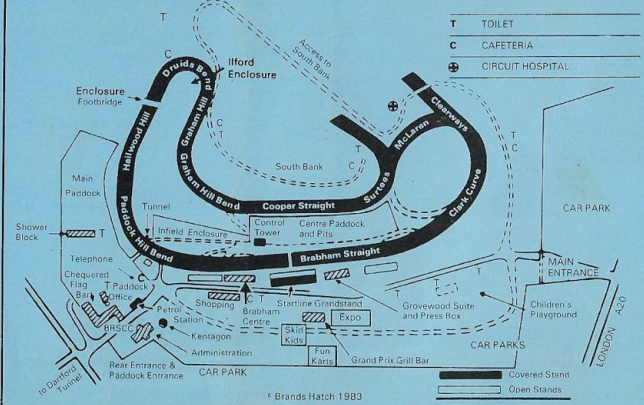 T TOILET
C CAFETERIA
CIRCUIT HOSPITAL
T
C
Druids Bend
Ilford
Enclosure
Access to
South Bank
Enclosure
Footbridge
Hailwood Hill
Graham Hill
C
T
Graham Hill Bend
South Bank
T
C
Clearways
McLaran
Surtees
Clark Curve
T
C
CAR PARK
Main
Paddock
Cooper Straight
Tunnel
Infield Enclosure
Control
Tower
Centre Paddock
and Pits
Shower
Block
T
Paddock Hill Bend
Brabham Straight
MAIN
ENTRANCE
Telephone
C
Chequered
Flag
Bar
T Paddock
Office
Shopping
C T
Brabham
Centre
Startline Grandstand
T
T
T
Grovewood Suite
and Press Box
Children's
Playground
Petrol
Station
BRSCC
Kentagon
Administration
Skid
Kids
Expo
Fun
Karts
Grand Prix Grill Bar
CAR PARKS
LONDON A20
to Dartford
Tunnel
Rear Entrance &
Paddock Entrance
CAR PARK
Covered Stand
Open Stands
c Brands Hatch 1983